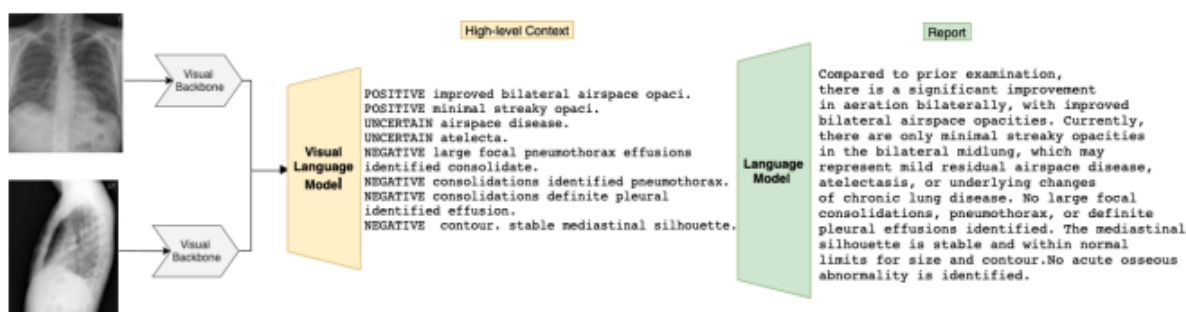 High-level Context
Report
Visual
Backbone
Visual
Backbone
Visual
Language
Model
POSITIVE improved bilateral airspace opaci.
POSITIVE minimal streaky opaci.
UNCERTAIN airspace disease.
UNCERTAIN atelecta.
NEGATIVE large focal pneumothorax effusions
identified consolidate.
NEGATIVE consolidations identified pneumothorax.
NEGATIVE consolidations definite pleural
identified effusion.
NEGATIVE contour. stable mediastinal silhouette.
Language
Model
Compared to prior examination,
there is a significant improvement
in aeration bilaterally, with improved
bilateral airspace opacities. Currently,
there are only minimal streaky opacities
in the bilateral midlung, which may
represent mild residual airspace disease,
atelectasis, or underlying changes
of chronic lung disease. No large focal
consolidations, pneumothorax, or definite
pleural effusions identified. The mediastinal
silhouette is stable and within normal
limits for size and contour.No acute osseous
abnormality is identified.